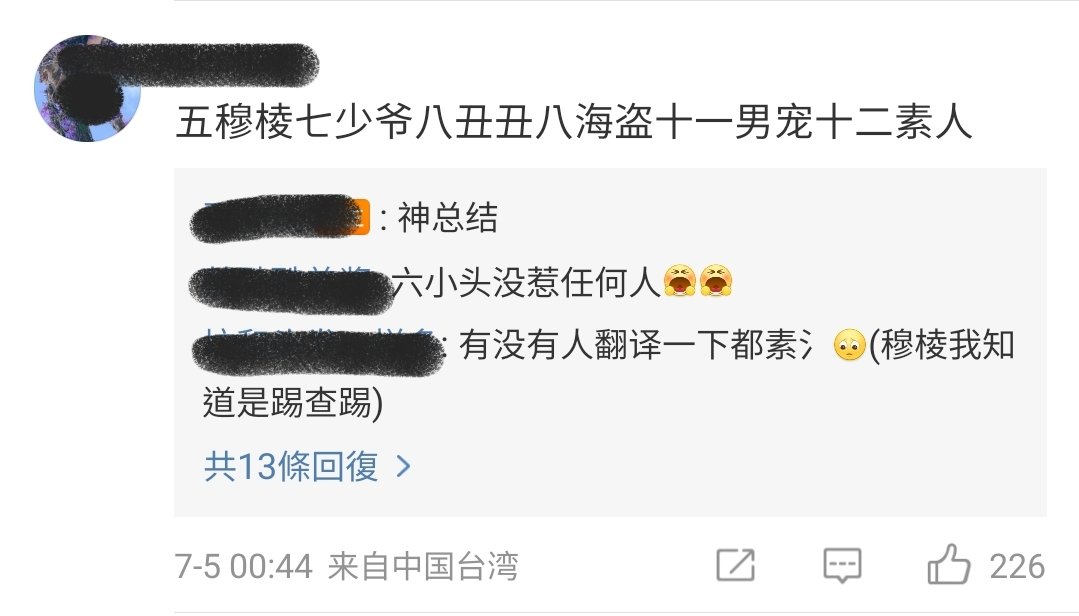 五穆棱七少爷八丑丑八海盗十一男宠十二素人
: 神总结
六小头没惹任何人
: 有没有人翻译一下都素氵(穆棱我知
道是踢查踢)
共13條回復 >
7-5 00:44 来自中国台湾
226